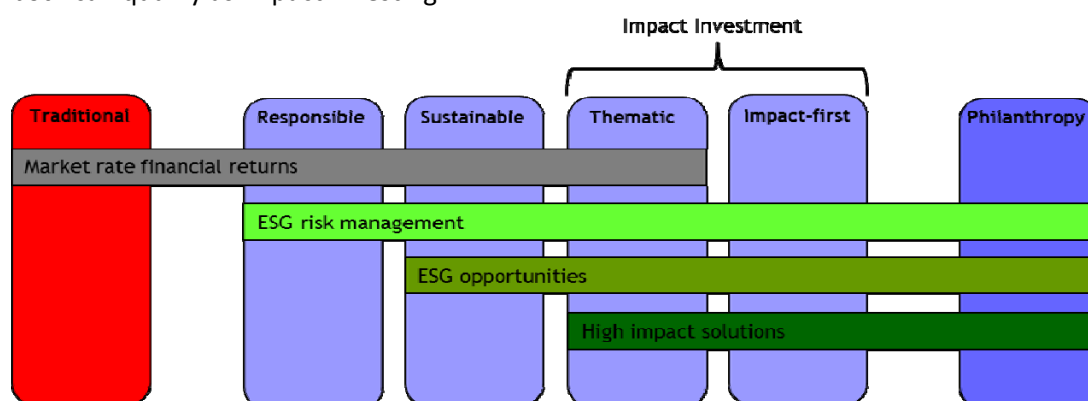 Impact Investment
Traditional
Responsible
Sustainable
Thematic
Impact-first
Philanthropy
Market rate financial returns
ESG risk management
ESG opportunities
High impact solutions